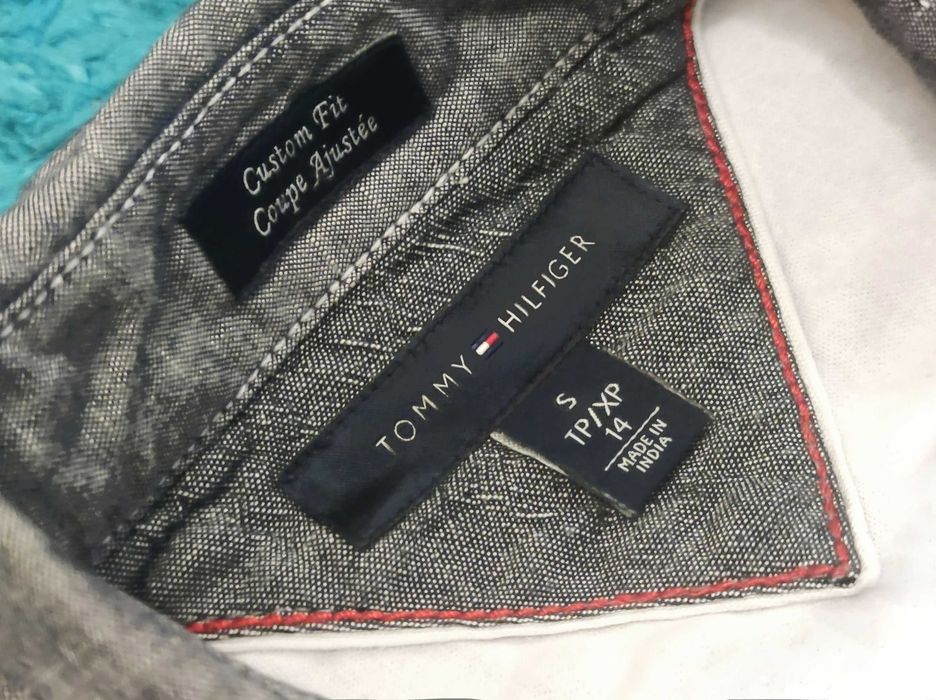 Custom Fit
Coupe Ajustée
TOMMY HILFIGER
S
TP/XP
14
MADE IN
INDIA